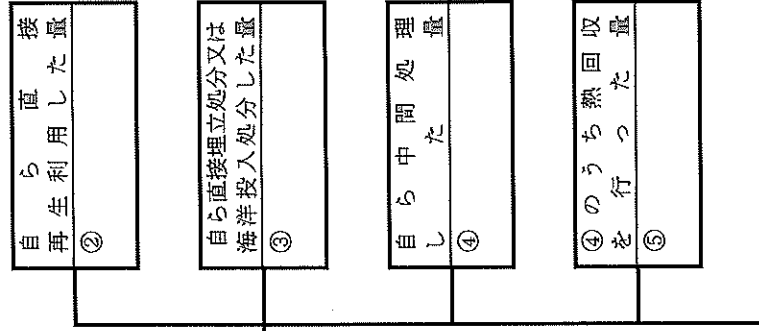 自ら直接
再生利用した量
②
自ら直接埋立処分又は
海洋投入処分した量
③
自ら中間処理
した量
④
④のうち熱回収
を行った量
⑤